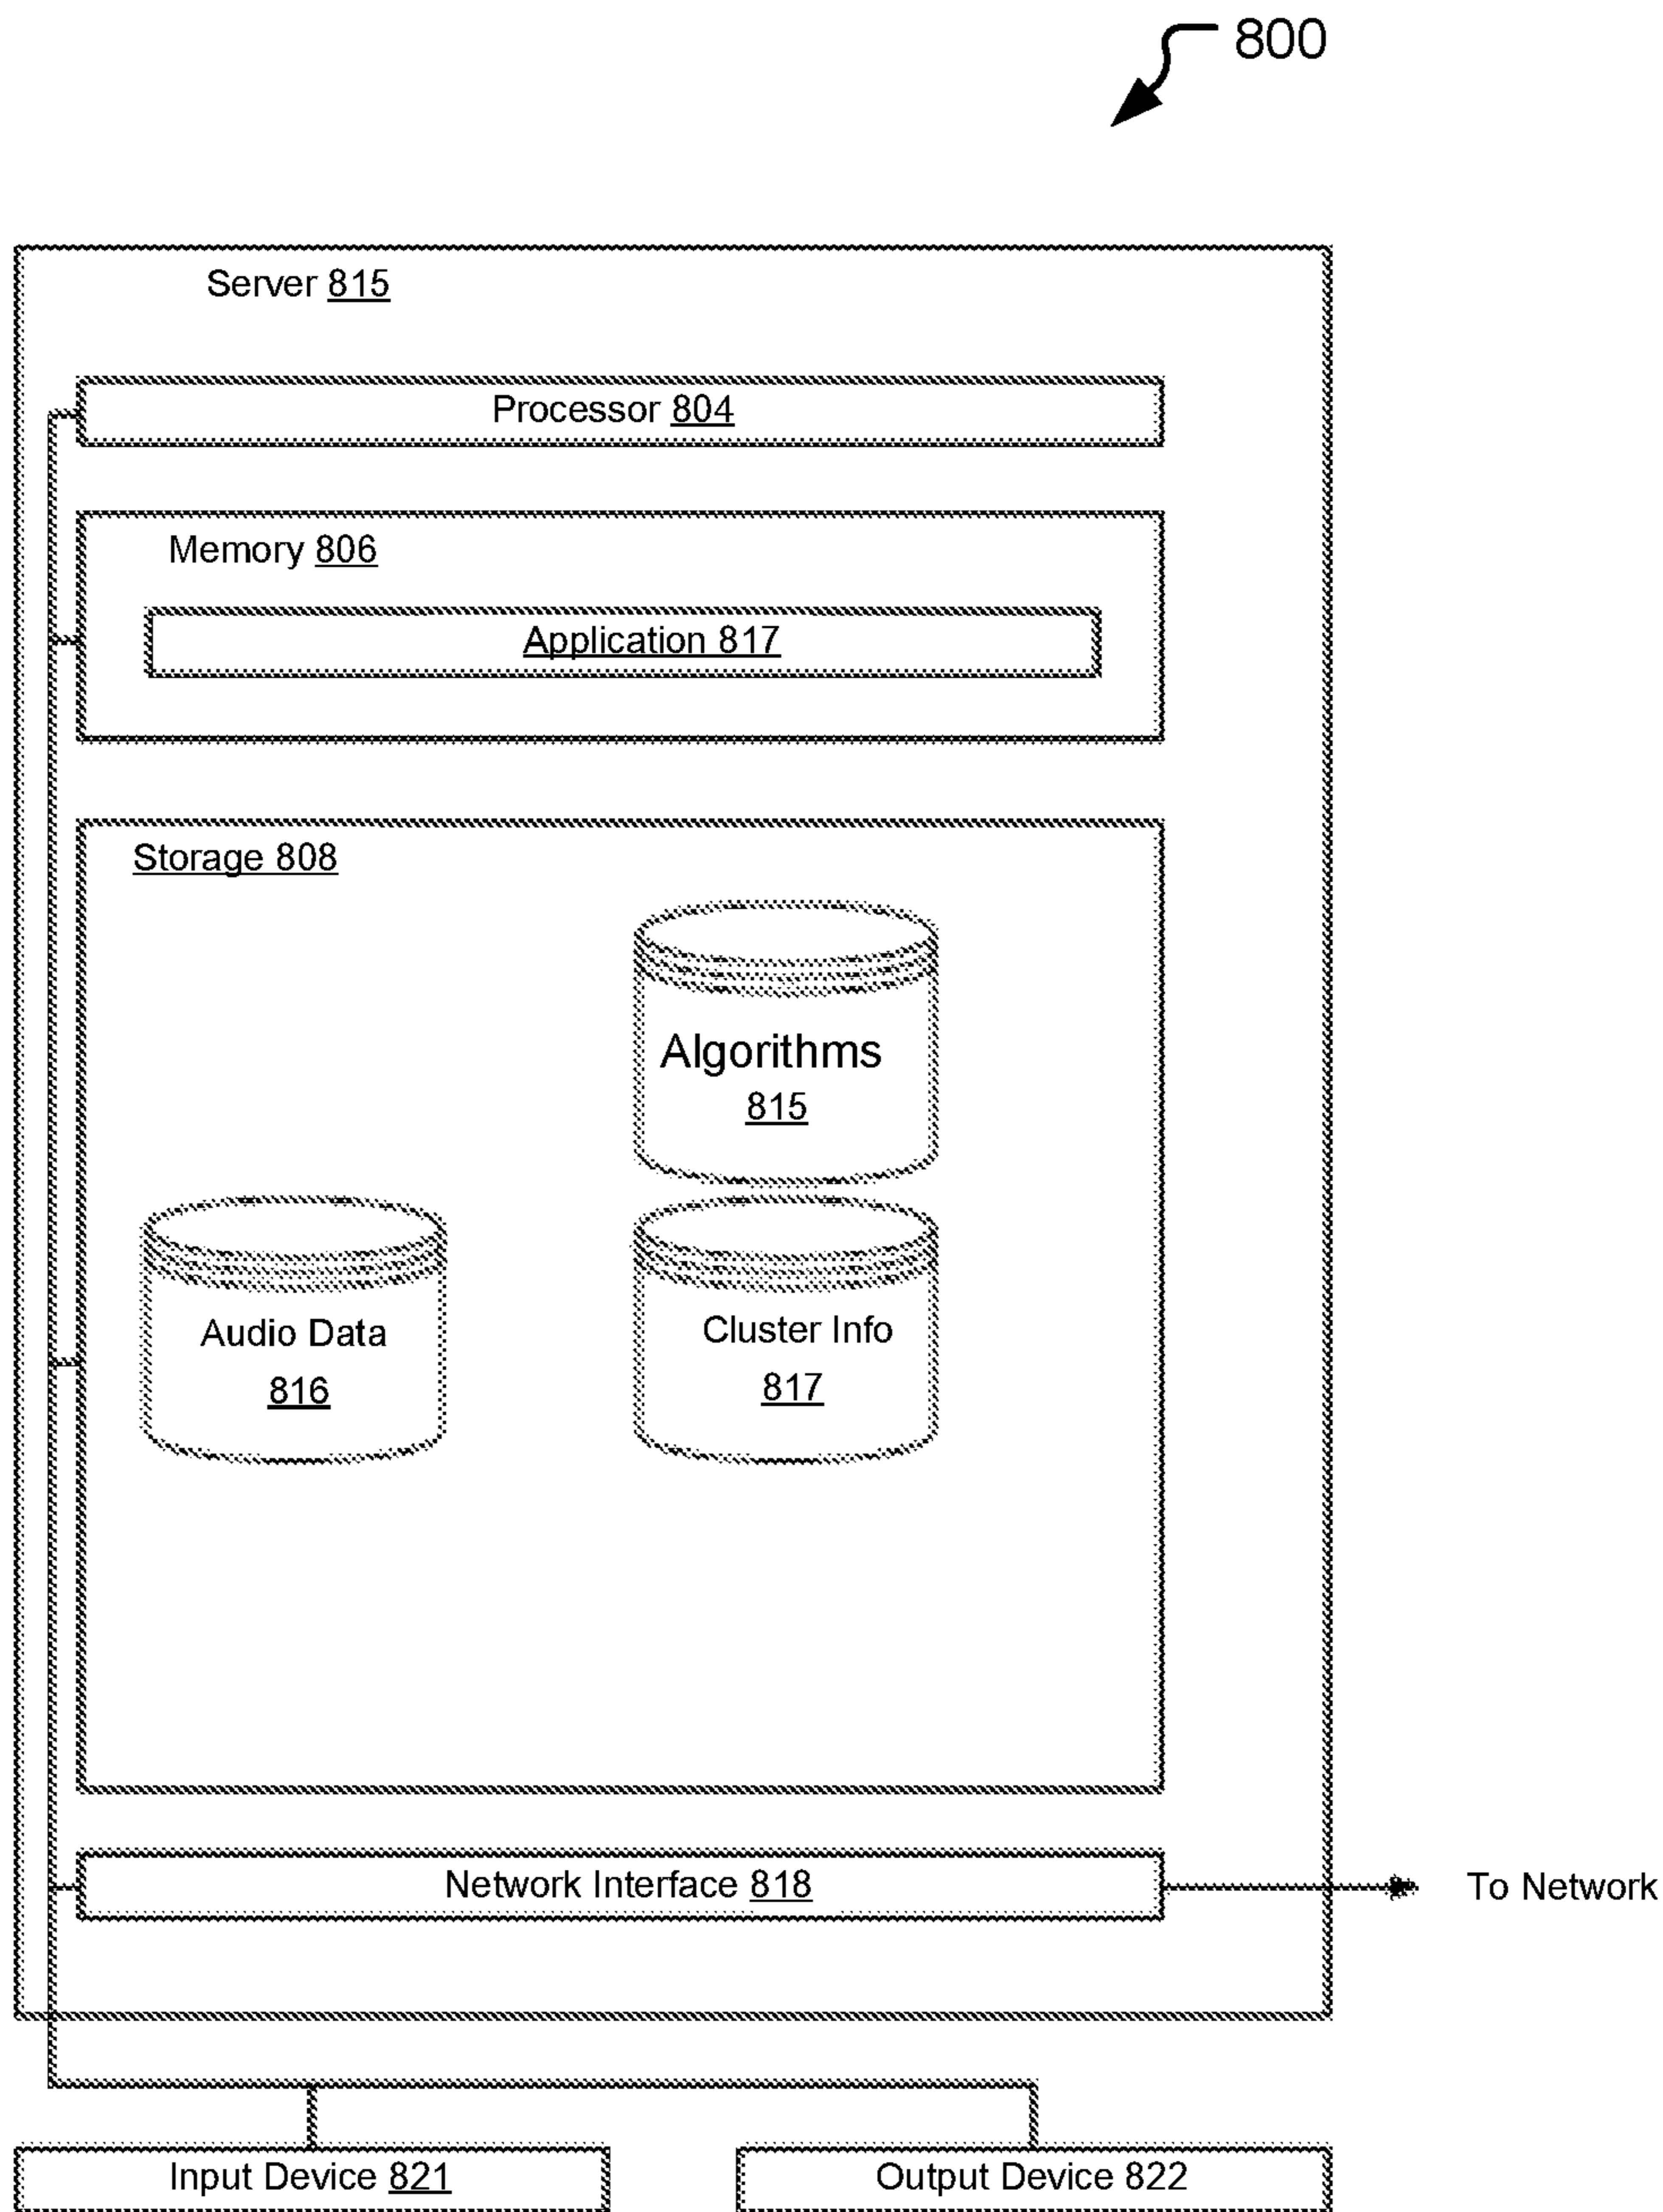 800
Server 815
Processor 804
Memory 806
Application 817
Storage 808
Algorithms
815
Audio Data
816
Cluster Info
817
Network Interface 818
To Network
Input Device 821
Output Device 822